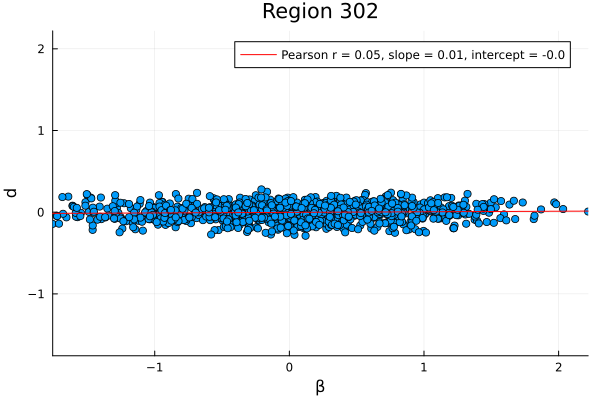 Region 302
Pearson r = 0.05, slope = 0.01, intercept = -0.0
2
1
0
−1
d
−1 0 1 2
β